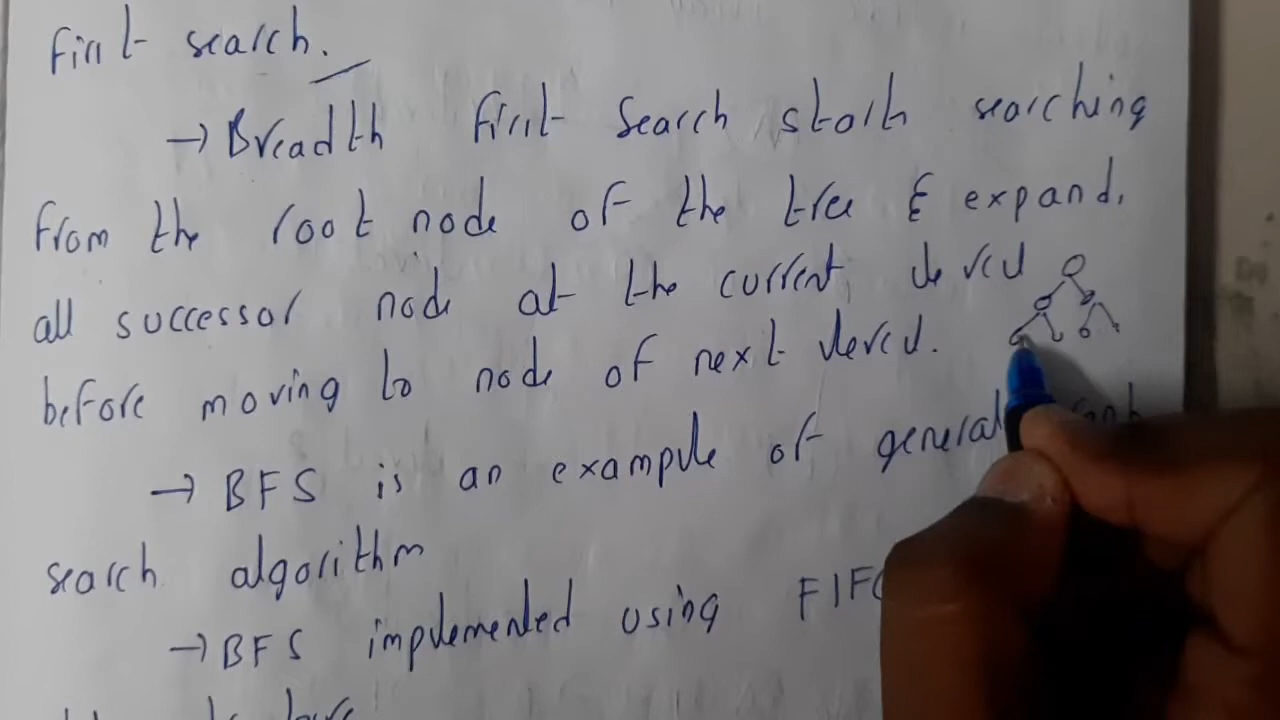 First search.
→ Breadth First Search starts searching
from the root node of the tree & expand.
all successor node at the current level
before moving to node of next level.
→ BFS is an example of general
search algorithm
→ BFS implemented using FIFO